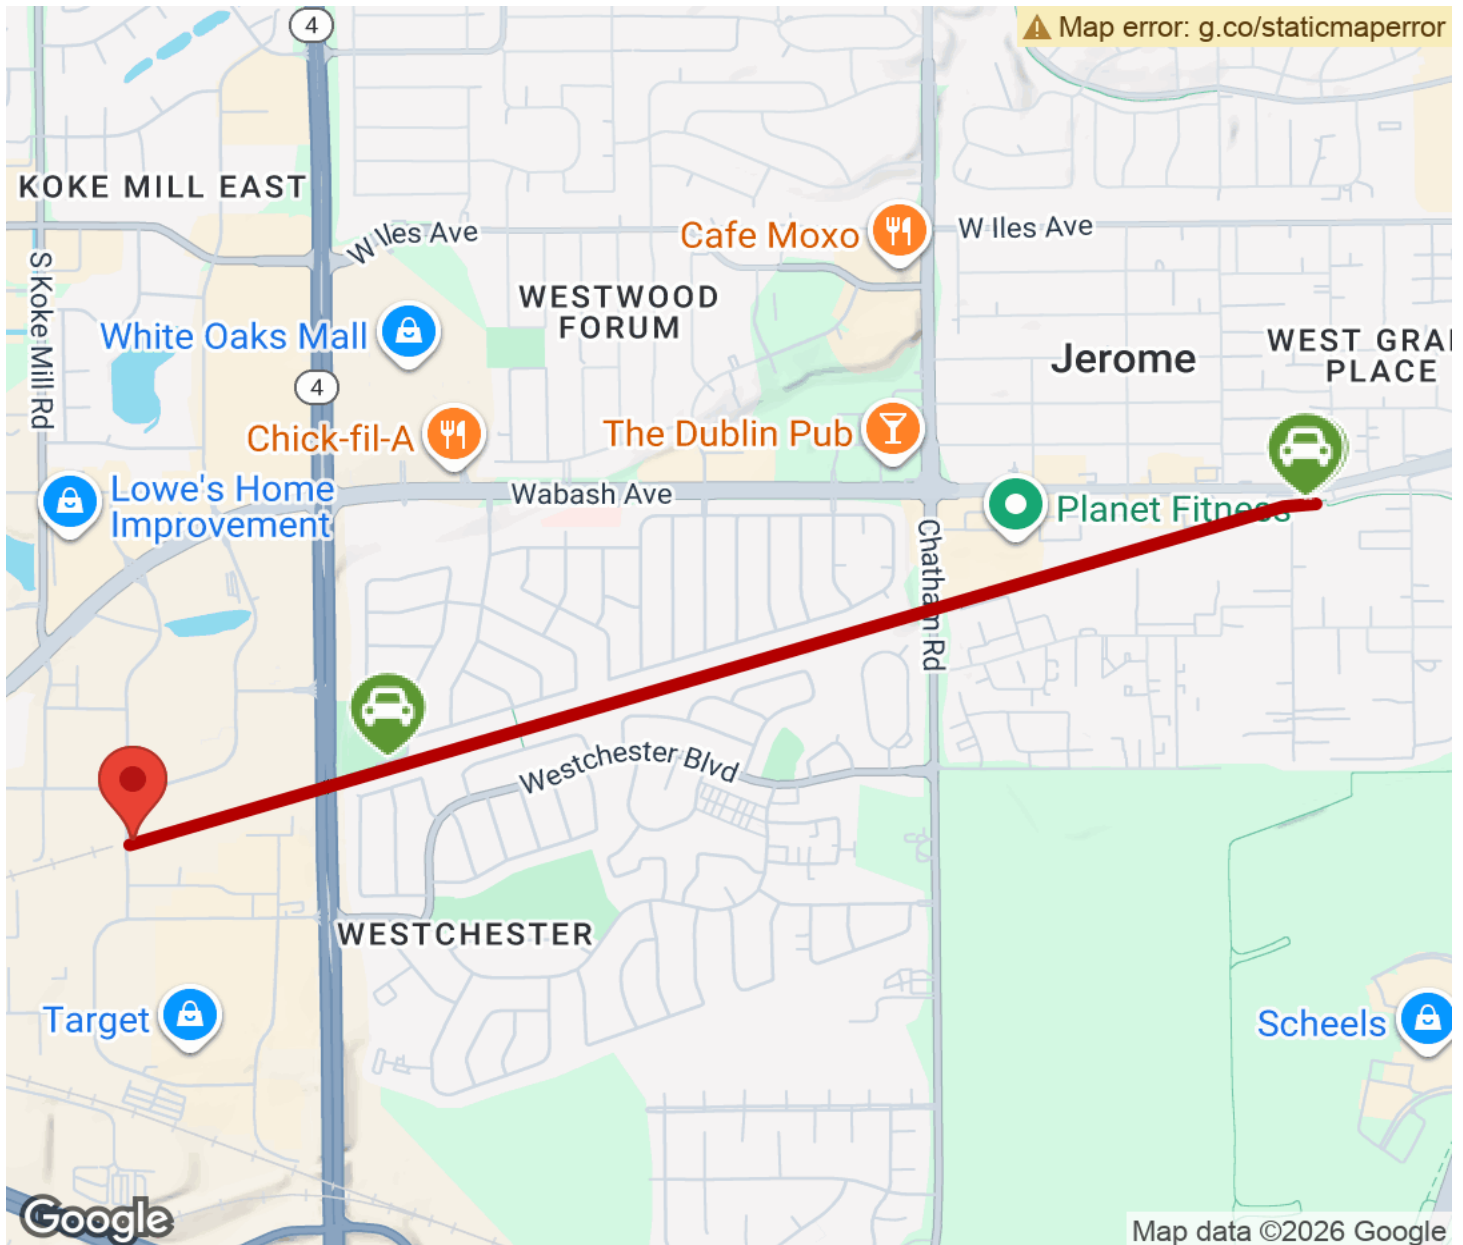 4
Map error: g.co/staticmaperror
KOKE MILL EAST
W Iles Ave
Cafe Moxo
W Iles Ave
S Koke Mill Rd
WESTWOOD
FORUM
White Oaks Mall
Jerome
WEST GRA
PLACE
4
Chick-fil-A
The Dublin Pub
Lowe's Home
Improvement
Wabash Ave
Planet Fitness
Chatham Rd
Westchester Blvd
WESTCHESTER
Target
Scheels
Google
Map data ©2026 Google